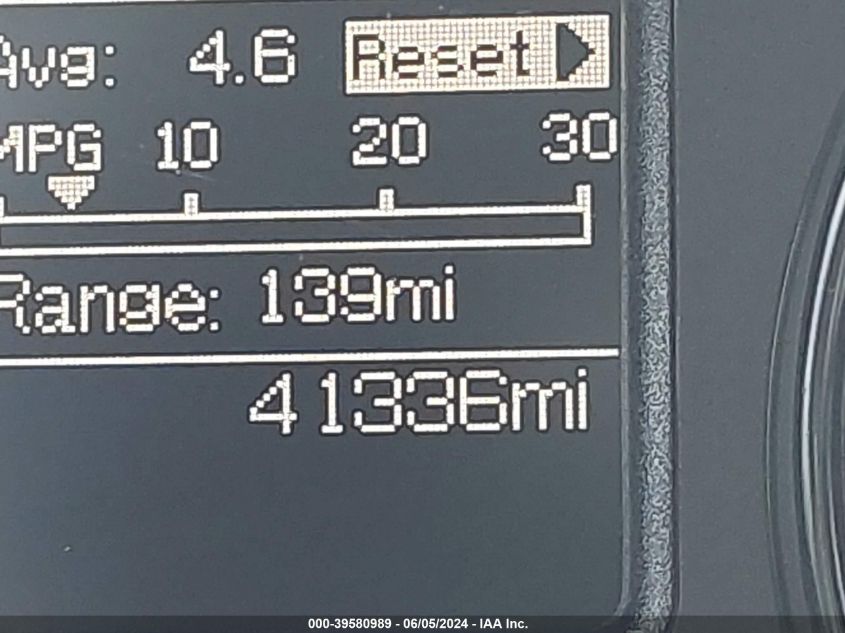 Avg: 4.6 Reset
MPG 10 20 30
Range: 139mi
41336mi
000-39580989 - 06/05/2024 - IAA Inc.